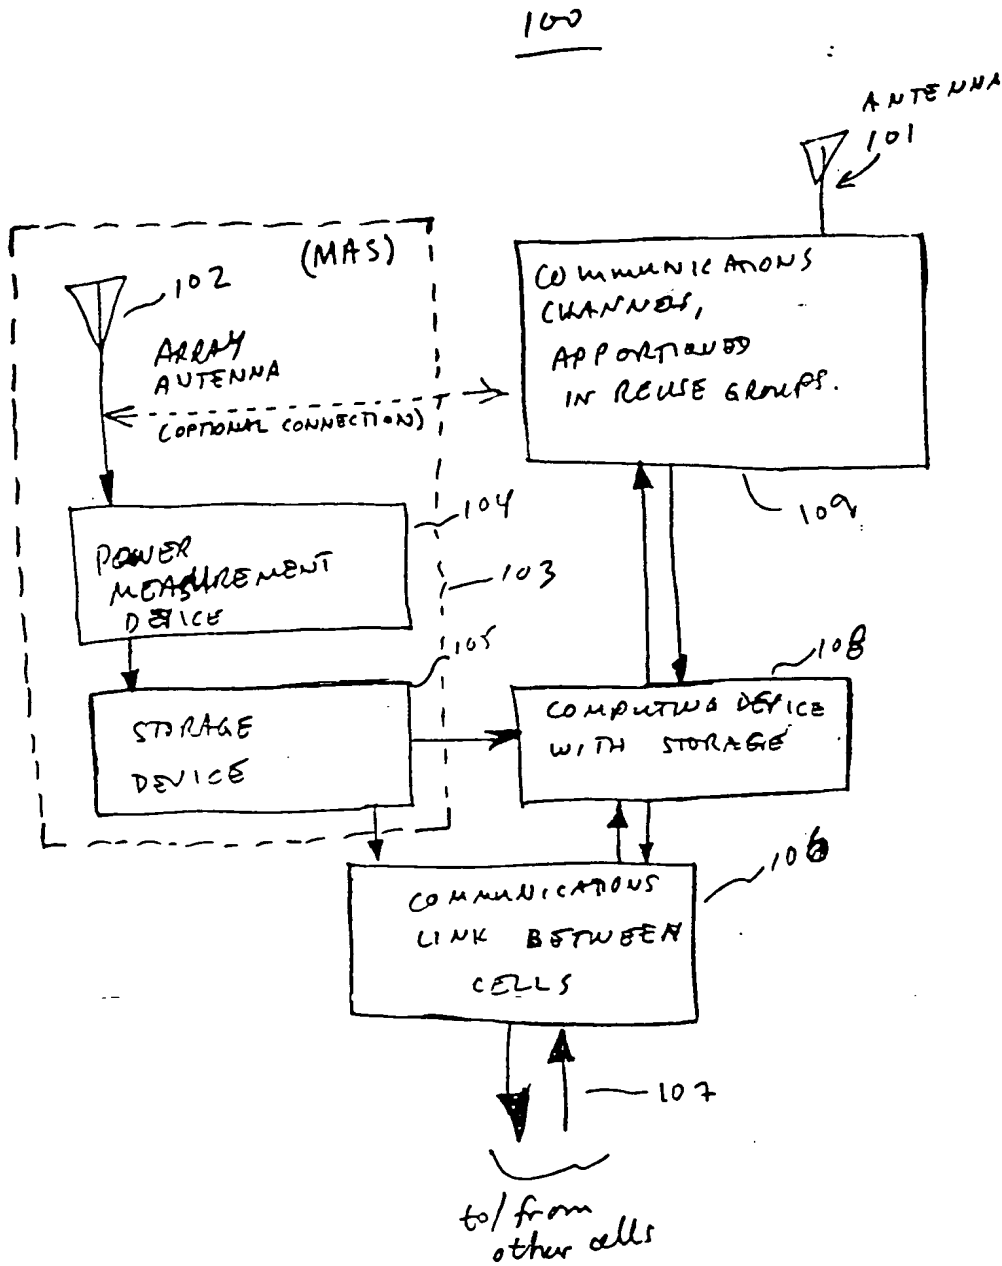 100
ANTENNA
101
(MAS)
102
ARRAY
ANTENNA
(OPTIONAL CONNECTION)
COMMUNICATIONS
CHANNELS,
APPORTIONED
IN REUSE GROUPS.
109
104
POWER
MEASUREMENT
DEVICE
103
105
STORAGE
DEVICE
108
COMPUTING DEVICE
WITH STORAGE
106
COMMUNICATIONS
LINK BETWEEN
CELLS
107
to/from
other cells